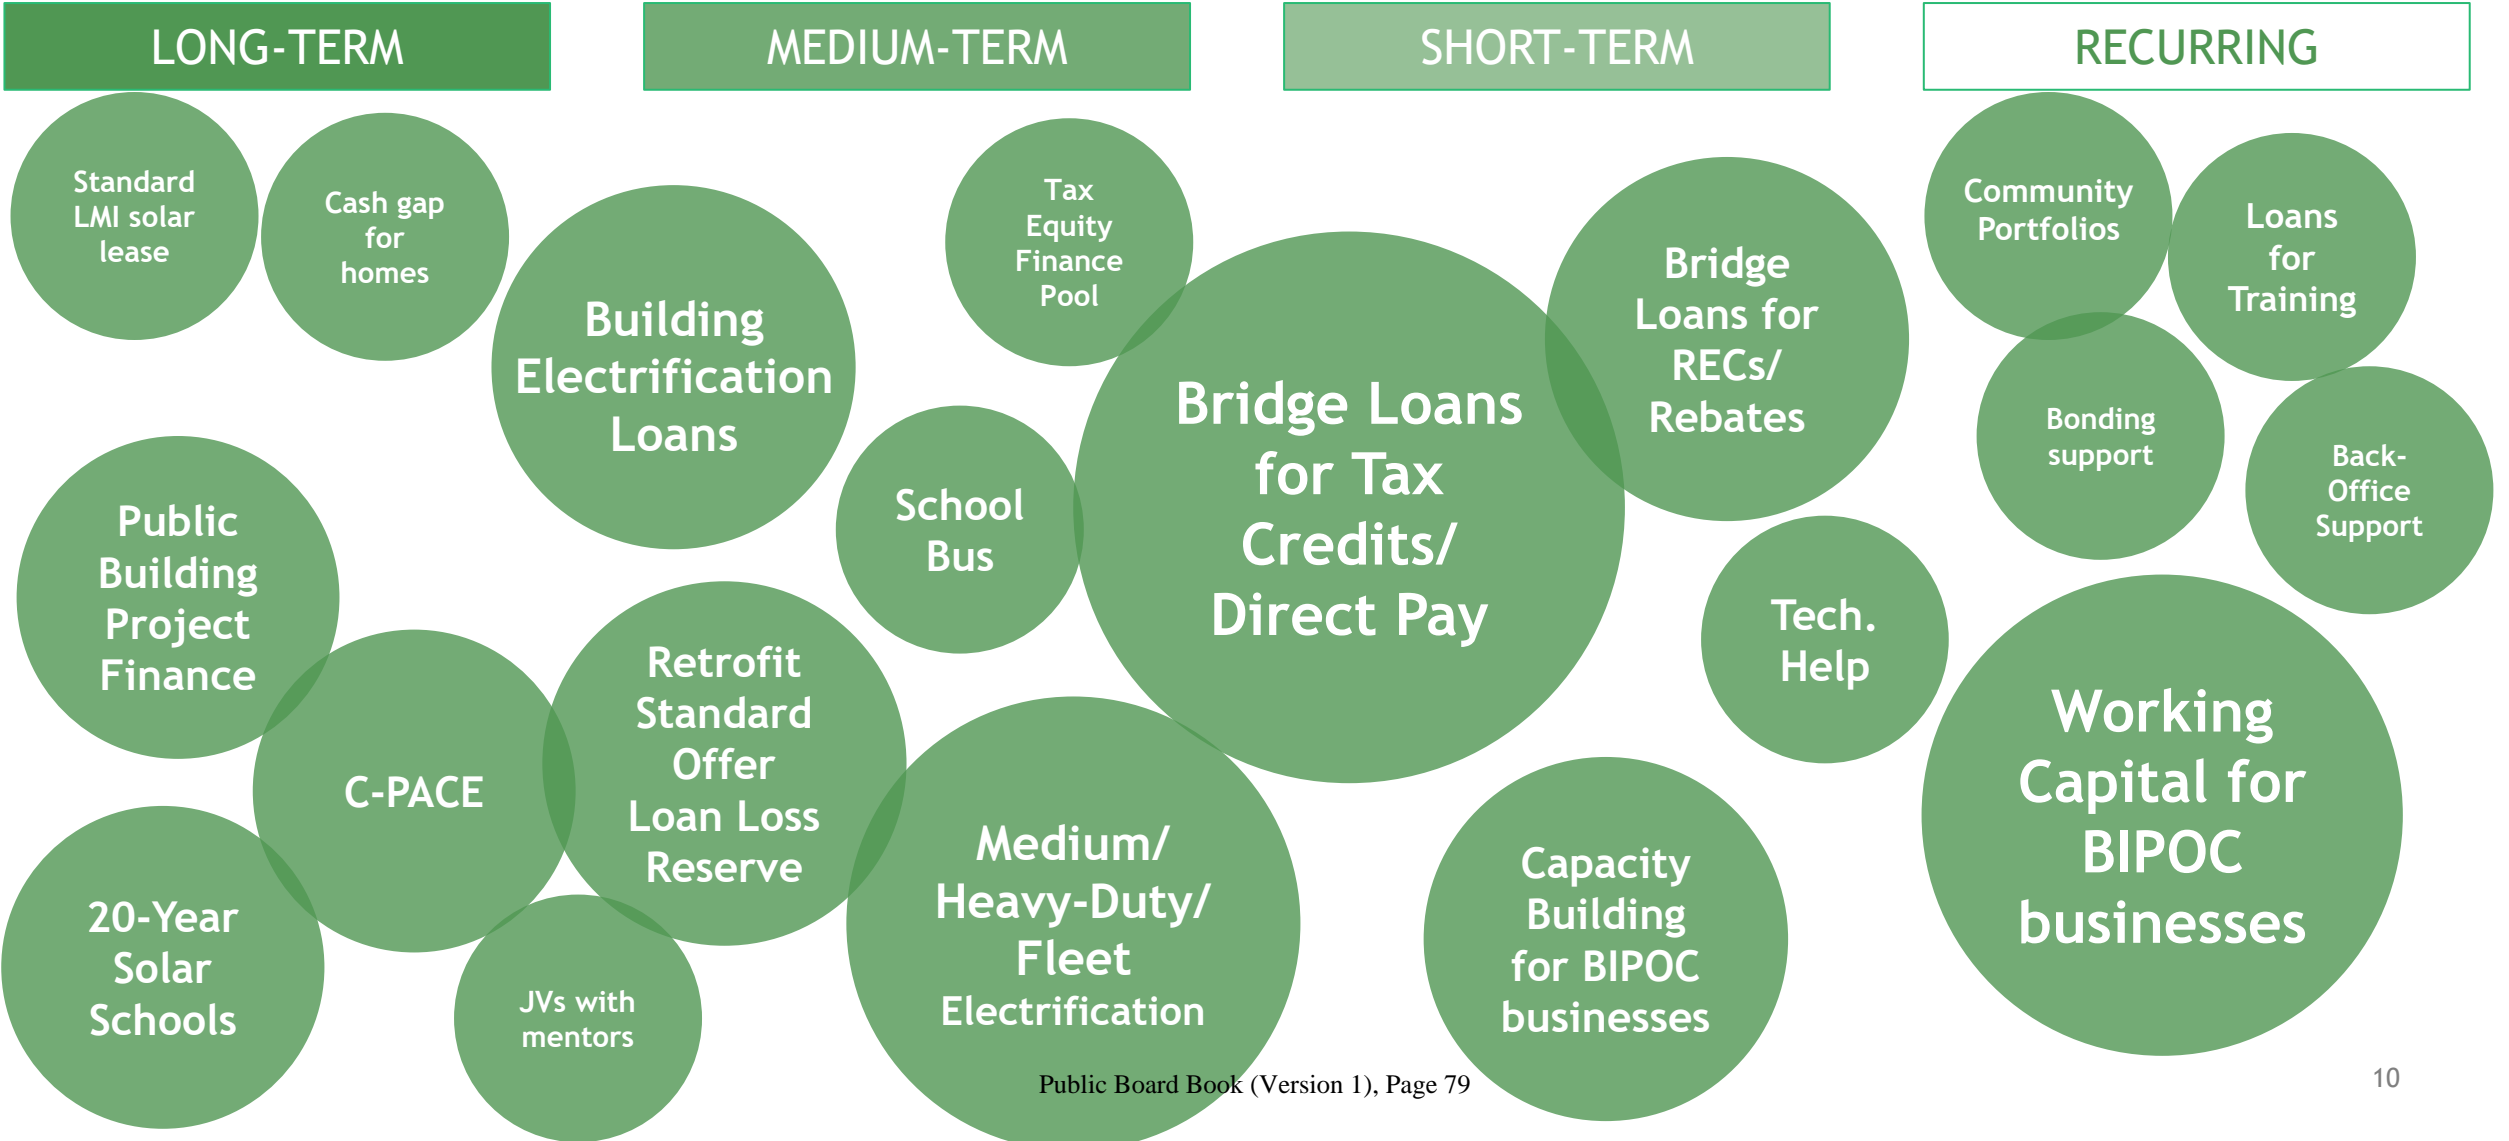 LONG-TERM
MEDIUM-TERM
SHORT-TERM
RECURRING
Standard
LMI solar
lease
Cash gap
for
homes
Building
Electrification
Loans
Tax
Equity
Finance
Pool
Bridge Loans
for Tax
Credits/
Direct Pay
Bridge
Loans for
RECs/
Rebates
Community
Portfolios
Loans
for
Training
Bonding
support
Back-
Office
Support
School
Bus
Public
Building
Project
Finance
C-PACE
Retrofit
Standard
Offer
Loan Loss
Reserve
Tech.
Help
Working
Capital for
BIPOC
businesses
20-Year
Solar
Schools
JVs with
mentors
Medium/
Heavy-Duty/
Fleet
Electrification
Capacity
Building
for BIPOC
businesses
Public Board Book (Version 1), Page 79
10